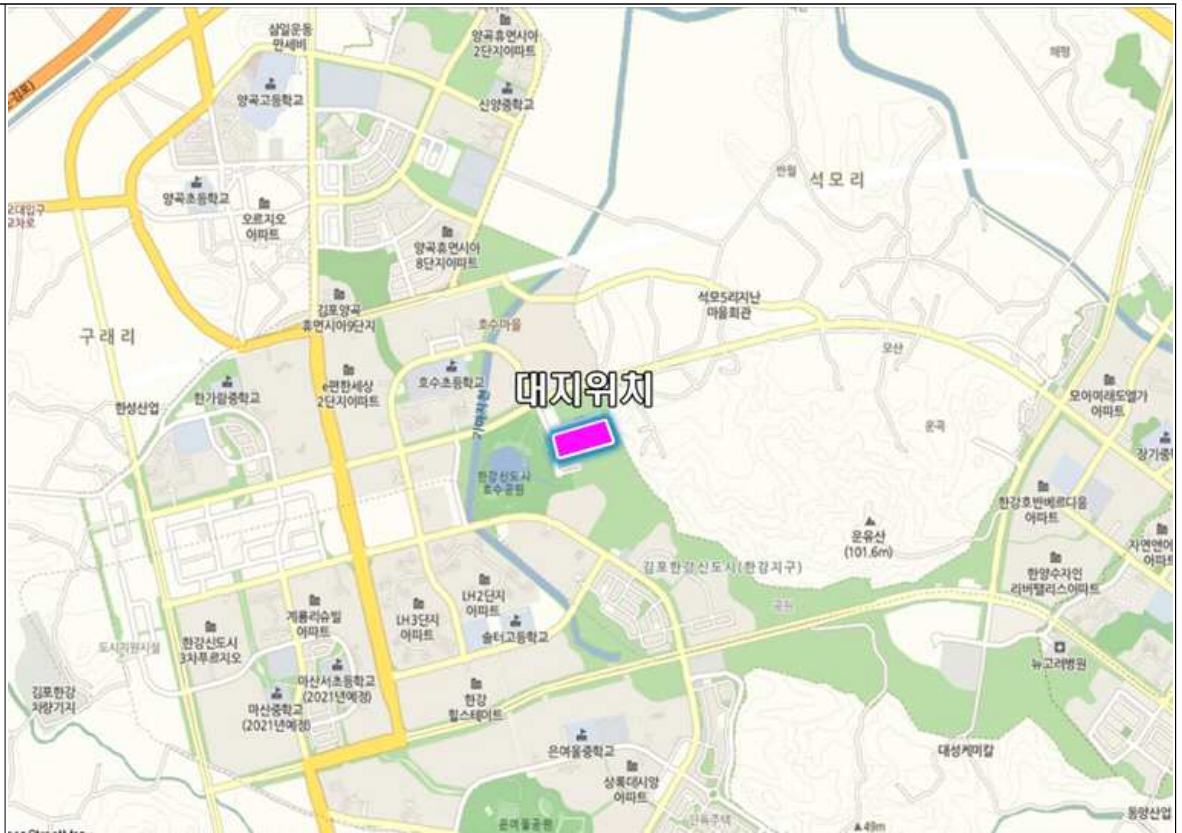 삼일운동
만세비
양곡휴먼시아
2단지아파트
해평
양곡고등학교
신양중학교
반월
석모리
양곡초등학교
오르지오
아파트
양곡휴먼시아
8단지아파트
김포양곡
휴먼시아9단지
석모5리지난
마을회관
구래리
호수마을
모산
e편한세상
2단지아파트
호수초등학교
한가람중학교
대지위치
모아미래도엘가
아파트
한성산업
가마지천
운곡
장기중
한강신도시
호수공원
한강호반베르디움
아파트
운유산
(101.6m)
자연앤어
아파트
김포한강신도시(한강지구)
한양수자인
리버팰리스아파트
LH2단지
아파트
계룡리슈빌
아파트
LH3단지
아파트
공원
솔터고등학교
한강신도시
3차푸르지오
도시지원시설
뉴고려병원
마산서초등학교
(2021년예정)
김포한강
차량기지
마산중학교
(2021년예정)
한강
힐스테이트
은여울중학교
대성케미칼
상록데시앙
아파트
은여울공원
단독주택
▲49m
동양산업